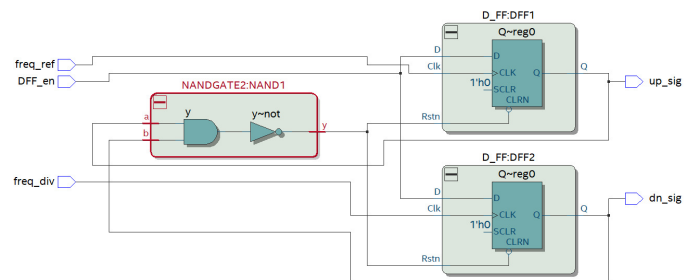 D_FF:DFF1
Q~reg0
freq_ref
DFF_en
D
Clk
D
CLK
1'h0
SCLR
CLRN
Q
Q
up_sig
Rstn
NANDGATE2:NAND1
y
y~not
a
b
y
D_FF:DFF2
Q~reg0
freq_div
D
Clk
D
CLK
1'h0
SCLR
CLRN
Q
Q
dn_sig
Rstn